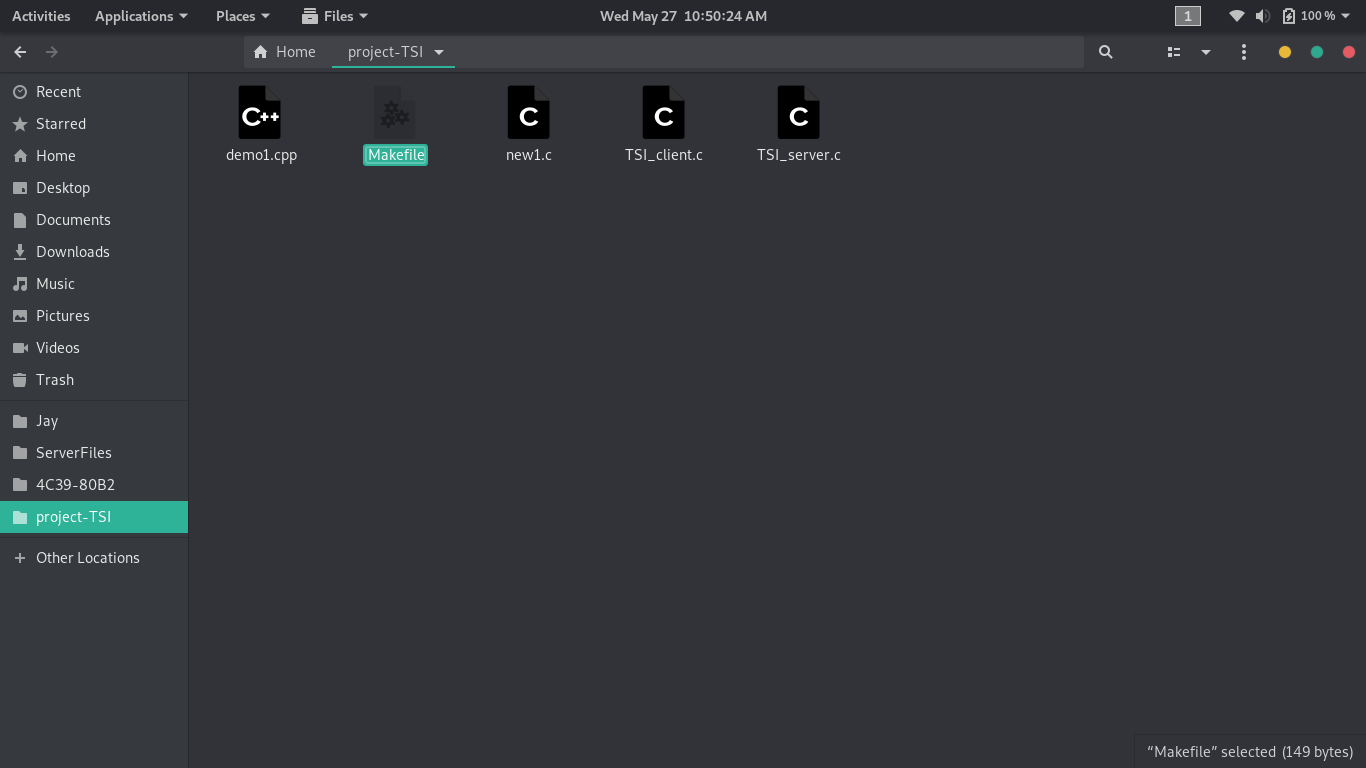 Activities Applications Places Files Wed May 27 10:50:24 AM 1 100 %
Home project-TSI
Recent
Starred
Home
Desktop
Documents
Downloads
Music
Pictures
Videos
Trash
Jay
ServerFiles
4C39-80B2
project-TSI
Other Locations
C++ C C C
demo1.cpp Makefile new1.c TSI_client.c TSI_server.c
“Makefile” selected (149 bytes)